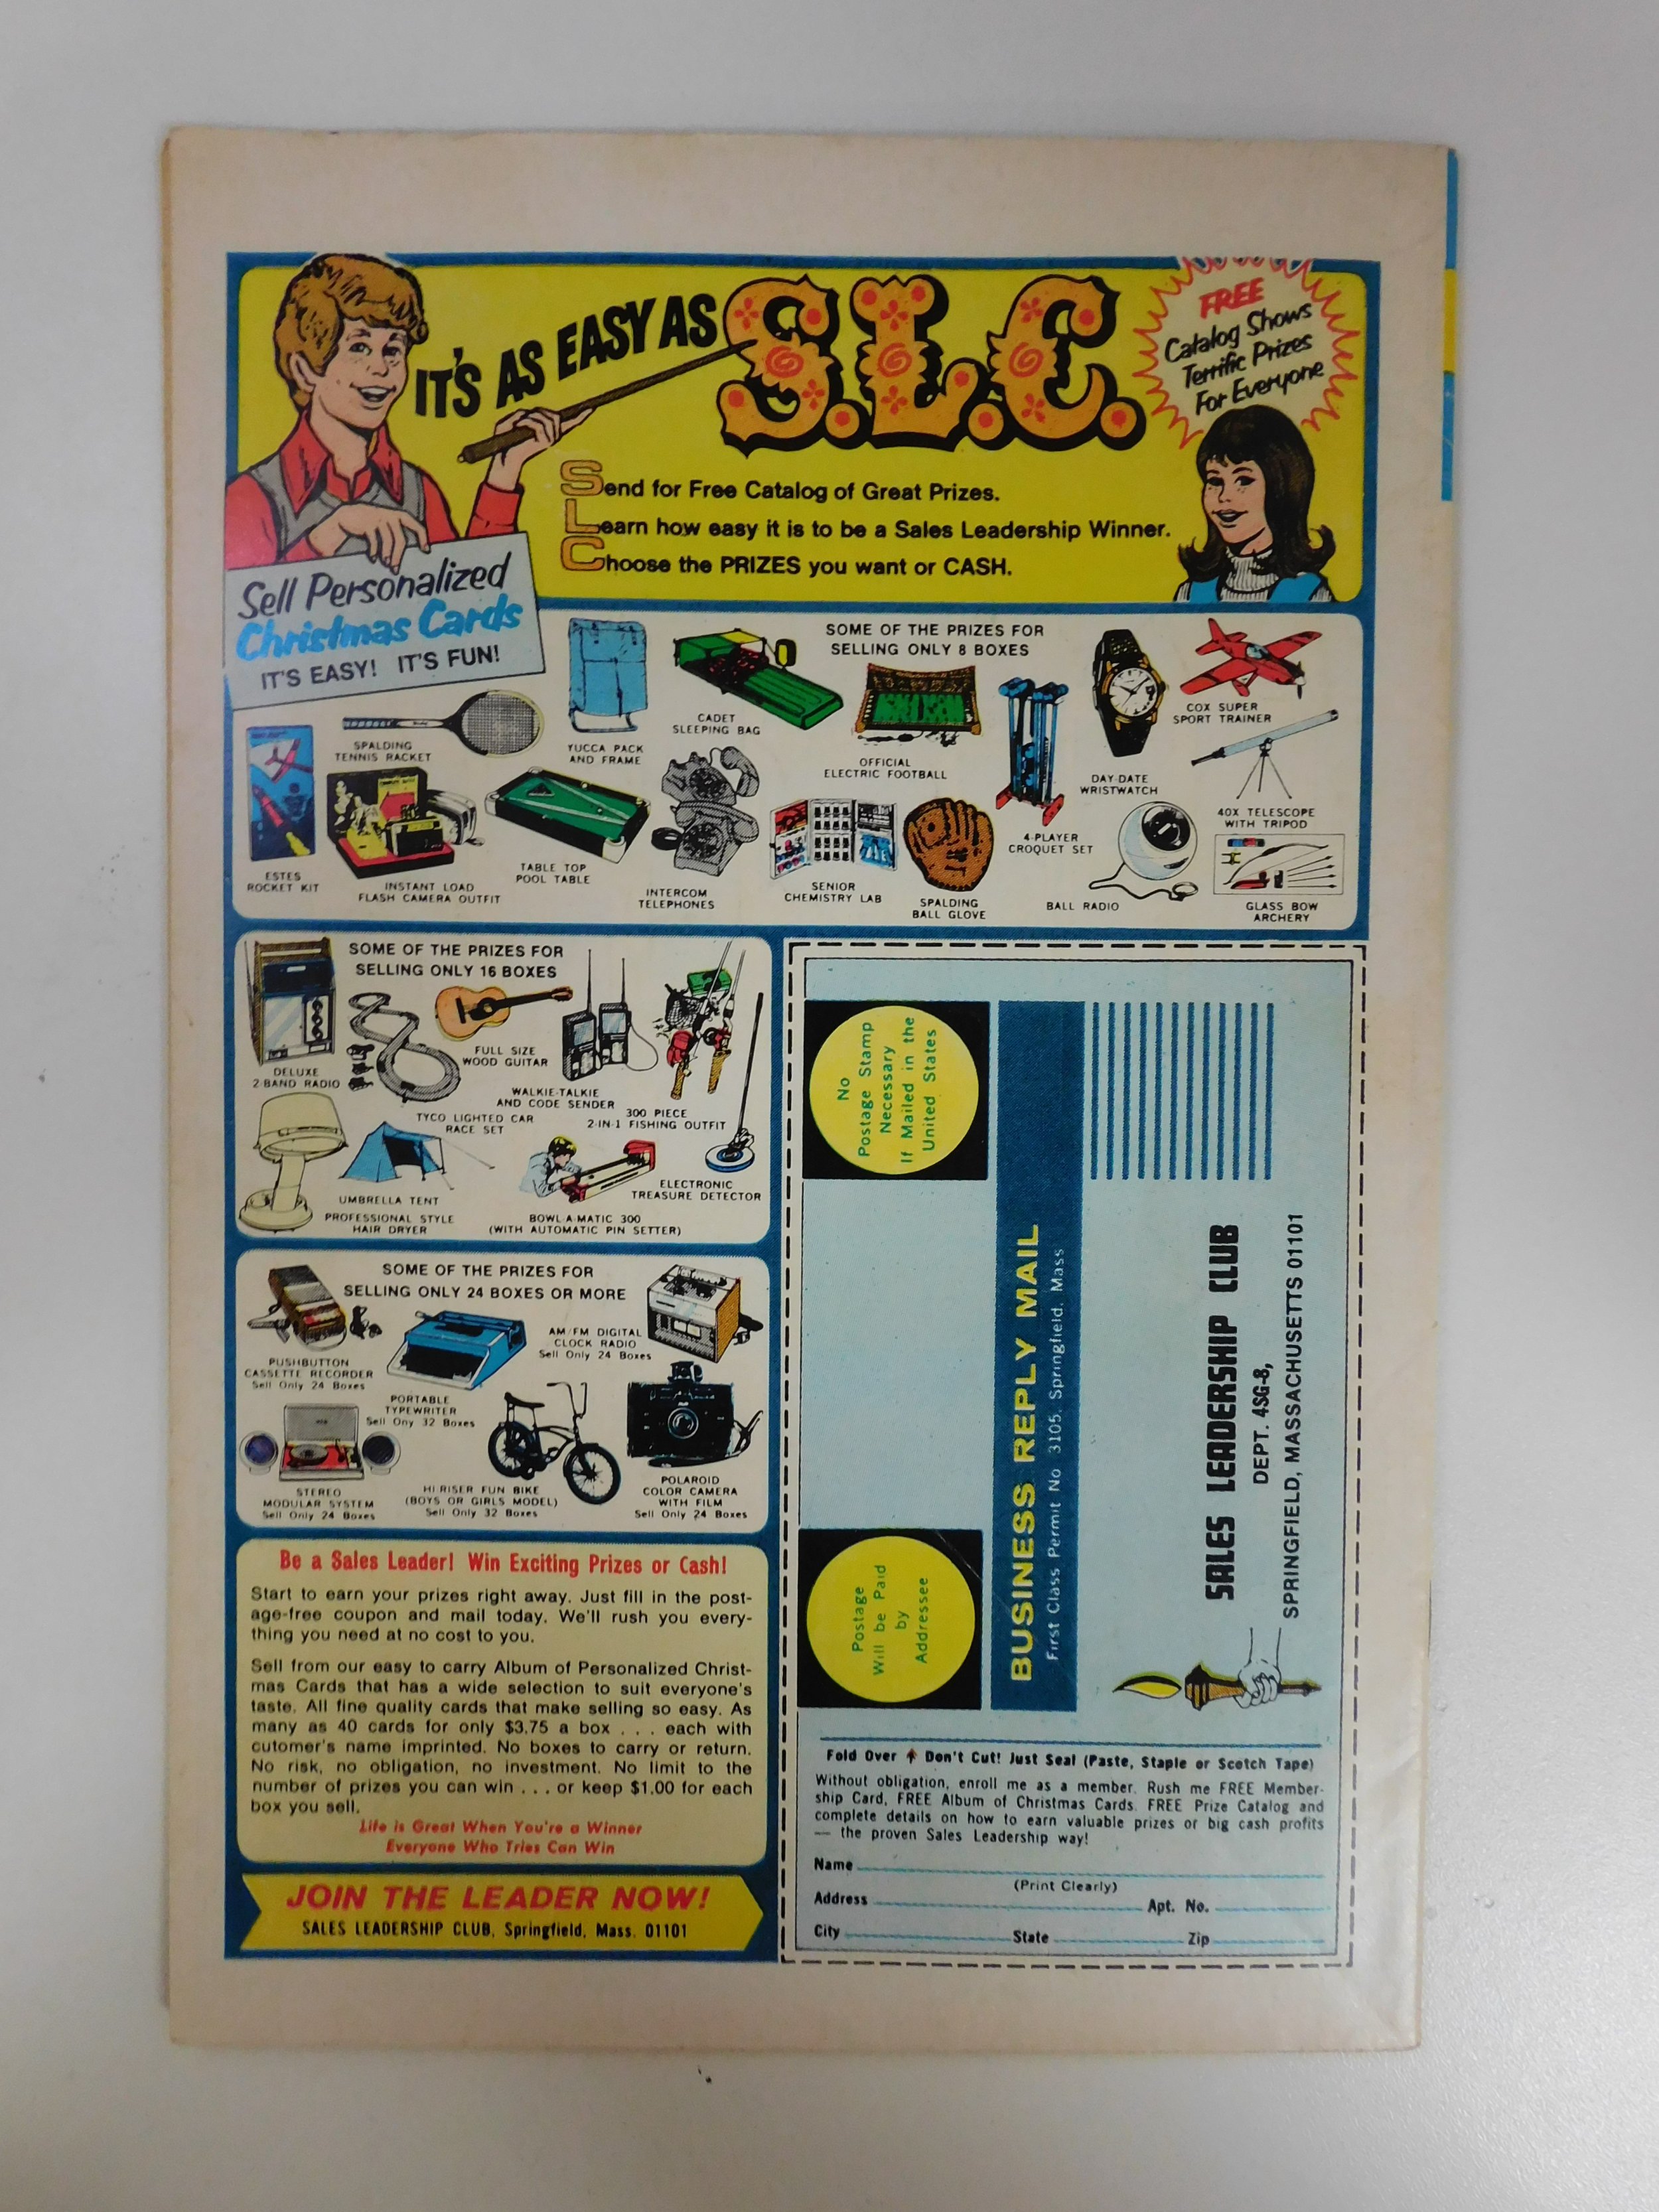 IT'S AS EASY AS S.L.C.
FREE
Catalog Shows
Terrific Prizes
For Everyone
Send for Free Catalog of Great Prizes.
Learn how easy it is to be a Sales Leadership Winner.
Choose the PRIZES you want or CASH.
Sell Personalized
Christmas Cards
IT'S EASY! IT'S FUN!
SOME OF THE PRIZES FOR
SELLING ONLY 8 BOXES
SPALDING
TENNIS RACKET
YUCCA PACK
AND FRAME
CADET
SLEEPING BAG
OFFICIAL
ELECTRIC FOOTBALL
DAY-DATE
WRISTWATCH
COX SUPER
SPORT TRAINER
ESTES
ROCKET KIT
INSTANT LOAD
FLASH CAMERA OUTFIT
TABLE TOP
POOL TABLE
INTERCOM
TELEPHONES
SENIOR
CHEMISTRY LAB
SPALDING
BALL GLOVE
4-PLAYER
CROQUET SET
BALL RADIO
40X TELESCOPE
WITH TRIPOD
GLASS BOW
ARCHERY
SOME OF THE PRIZES FOR
SELLING ONLY 16 BOXES
DELUXE
2-BAND RADIO
FULL SIZE
WOOD GUITAR
WALKIE-TALKIE
AND CODE SENDER
TYCO LIGHTED CAR
RACE SET
300 PIECE
2-IN-1 FISHING OUTFIT
UMBRELLA TENT
PROFESSIONAL STYLE
HAIR DRYER
BOWL-A-MATIC 300
(WITH AUTOMATIC PIN SETTER)
ELECTRONIC
TREASURE DETECTOR
SOME OF THE PRIZES FOR
SELLING ONLY 24 BOXES OR MORE
PUSHBUTTON
CASSETTE RECORDER
Sell Only 24 Boxes
PORTABLE
TYPEWRITER
Sell Ony 32 Boxes
AM/FM DIGITAL
CLOCK RADIO
Sell Only 24 Boxes
STEREO
MODULAR SYSTEM
Sell Only 24 Boxes
HI-RISER FUN BIKE
(BOYS OR GIRLS MODEL)
Sell Only 32 Boxes
POLAROID
COLOR CAMERA
WITH FILM
Sell Only 24 Boxes
Be a Sales Leader! Win Exciting Prizes or Cash!
Start to earn your prizes right away. Just fill in the post-
age-free coupon and mail today. We'll rush you every-
thing you need at no cost to you.
Sell from our easy to carry Album of Personalized Christ-
mas Cards that has a wide selection to suit everyone's
taste. All fine quality cards that make selling so easy. As
many as 40 cards for only $3.75 a box . . . each with
cutomer's name imprinted. No boxes to carry or return.
No risk, no obligation, no investment. No limit to the
number of prizes you can win . . . or keep $1.00 for each
box you sell.
Life is Great When You're a Winner
Everyone Who Tries Can Win
JOIN THE LEADER NOW!
SALES LEADERSHIP CLUB, Springfield, Mass. 01101
No
Postage Stamp
Necessary
If Mailed in the
United States
Postage
Will be Paid
by
Addressee
BUSINESS REPLY MAIL
First Class Permit No 3105, Springfield, Mass
SALES LEADERSHIP CLUB
DEPT. 4SG-8,
SPRINGFIELD, MASSACHUSETTS 01101
Fold Over Don't Cut! Just Seal (Paste, Staple or Scotch Tape)
Without obligation, enroll me as a member. Rush me FREE Member-
ship Card, FREE Album of Christmas Cards. FREE Prize Catalog and
complete details on how to earn valuable prizes or big cash profits
— the proven Sales Leadership way!
Name
(Print Clearly)
Address Apt. No.
City State Zip